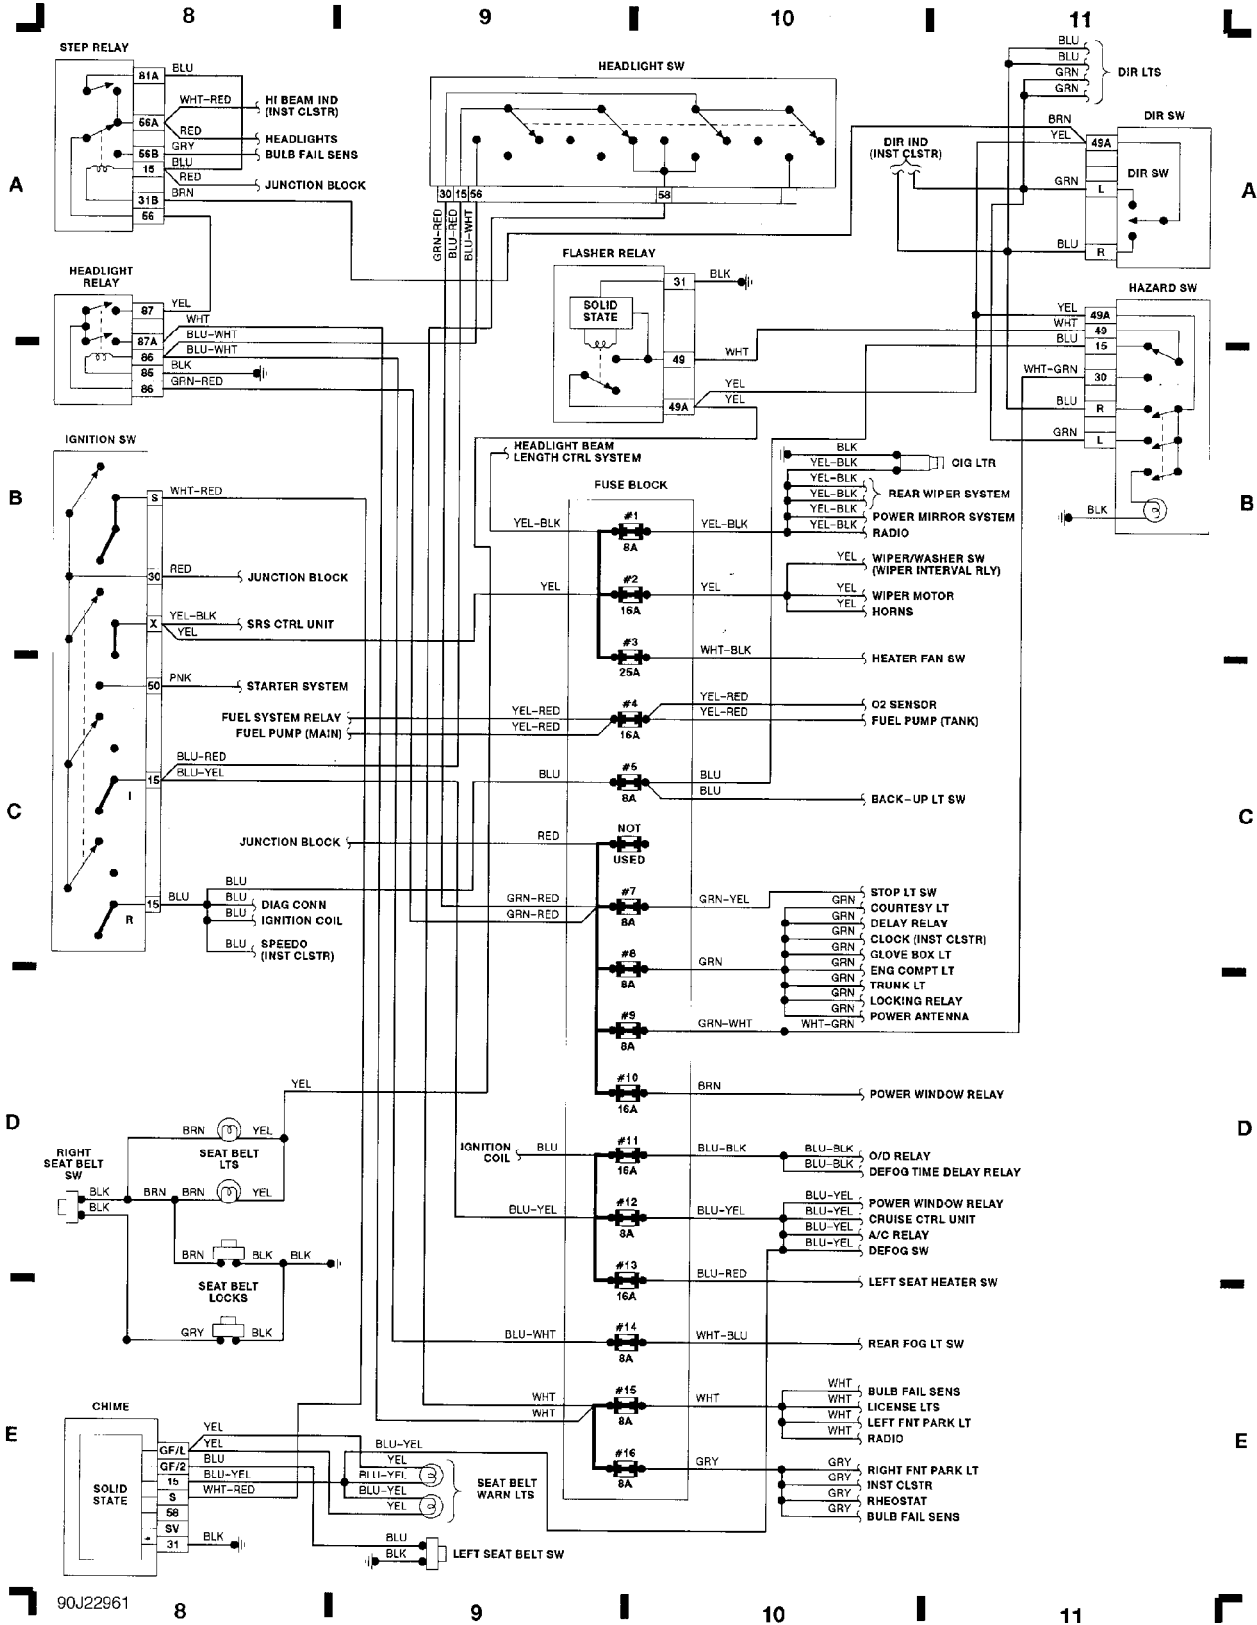 8 9 10 11
STEP RELAY
81A BLU
WHT-RED HI BEAM IND
(INST CLSTR)
56A
RED HEADLIGHTS
GRY
56B BULB FAIL SENS
15 BLU
RED JUNCTION BLOCK
BRN
31B
56
A
HEADLIGHT
RELAY
87 YEL
WHT
87A BLU-WHT
86 BLU-WHT
85 BLK
86 GRN-RED
HEADLIGHT SW
30 15 56 58
GRN-RED
BLU-RED
BLU-WHT
FLASHER RELAY
31 BLK
SOLID
STATE
49 WHT
YEL
YEL
49A
BLU
BLU
GRN
GRN
DIR LTS
BRN
YEL
DIR SW
49A
DIR IND
(INST CLSTR)
GRN L
DIR SW
BLU R
A
HAZARD SW
YEL 49A
WHT 49
BLU 15
WHT-GRN 30
BLU R
GRN L
BLK
B
IGNITION SW
B
S WHT-RED
30 RED JUNCTION BLOCK
X YEL-BLK SRS CTRL UNIT
YEL
50 PNK STARTER SYSTEM
FUEL SYSTEM RELAY YEL-RED
FUEL PUMP (MAIN) YEL-RED
BLU-RED
15 BLU-YEL
I
C
JUNCTION BLOCK RED
BLU
15 BLU BLU DIAG CONN
R BLU IGNITION COIL
BLU SPEEDO
(INST CLSTR)
HEADLIGHT BEAM
LENGTH CTRL SYSTEM
FUSE BLOCK
YEL-BLK #1 YEL-BLK
8A
BLK
YEL-BLK
CIG LTR
YEL-BLK
YEL-BLK
REAR WIPER SYSTEM
YEL-BLK POWER MIRROR SYSTEM
YEL-BLK RADIO
YEL #2 YEL
16A
YEL WIPER/WASHER SW
(WIPER INTERVAL RLY)
YEL WIPER MOTOR
YEL HORNS
#3 WHT-BLK HEATER FAN SW
25A
#4 YEL-RED O2 SENSOR
YEL-RED FUEL PUMP (TANK)
16A
BLU #5 BLU
8A BLU BACK-UP LT SW
C
NOT
USED
GRN-RED #7 GRN-YEL STOP LT SW
GRN-RED 8A
GRN COURTESY LT
GRN DELAY RELAY
GRN CLOCK (INST CLSTR)
GRN GLOVE BOX LT
#8 GRN GRN ENG COMPT LT
8A
GRN TRUNK LT
GRN LOCKING RELAY
GRN POWER ANTENNA
#9 GRN-WHT WHT-GRN
8A
#10 BRN POWER WINDOW RELAY
16A
IGNITION
COIL BLU #11 BLU-BLK
16A
BLU-BLK O/D RELAY
BLU-BLK DEFOG TIME DELAY RELAY
BLU-YEL #12 BLU-YEL
8A
BLU-YEL POWER WINDOW RELAY
BLU-YEL CRUISE CTRL UNIT
BLU-YEL A/C RELAY
BLU-YEL DEFOG SW
#13 BLU-RED LEFT SEAT HEATER SW
16A
BLU-WHT #14 WHT-BLU REAR FOG LT SW
8A
WHT #15 WHT
WHT 8A
WHT BULB FAIL SENS
WHT LICENSE LTS
WHT LEFT FNT PARK LT
WHT RADIO
#16 GRY
8A
GRY RIGHT FNT PARK LT
GRY INST CLSTR
GRY RHEOSTAT
GRY BULB FAIL SENS
D
D
E
YEL
BRN YEL
SEAT BELT
LTS
RIGHT
SEAT BELT
SW
BLK BRN BRN YEL
BLK
BRN BLK BLK
SEAT BELT
LOCKS
GRY BLK
E
CHIME
SOLID
STATE
YEL
GF/L YEL
GF/2 BLU
15 BLU-YEL
S WHT-RED
58
SV
31 BLK
BLU-YEL
YEL
BLU-YEL
BLU-YEL
YEL
SEAT BELT
WARN LTS
BLU
BLK
LEFT SEAT BELT SW
90J22961
8 9 10 11